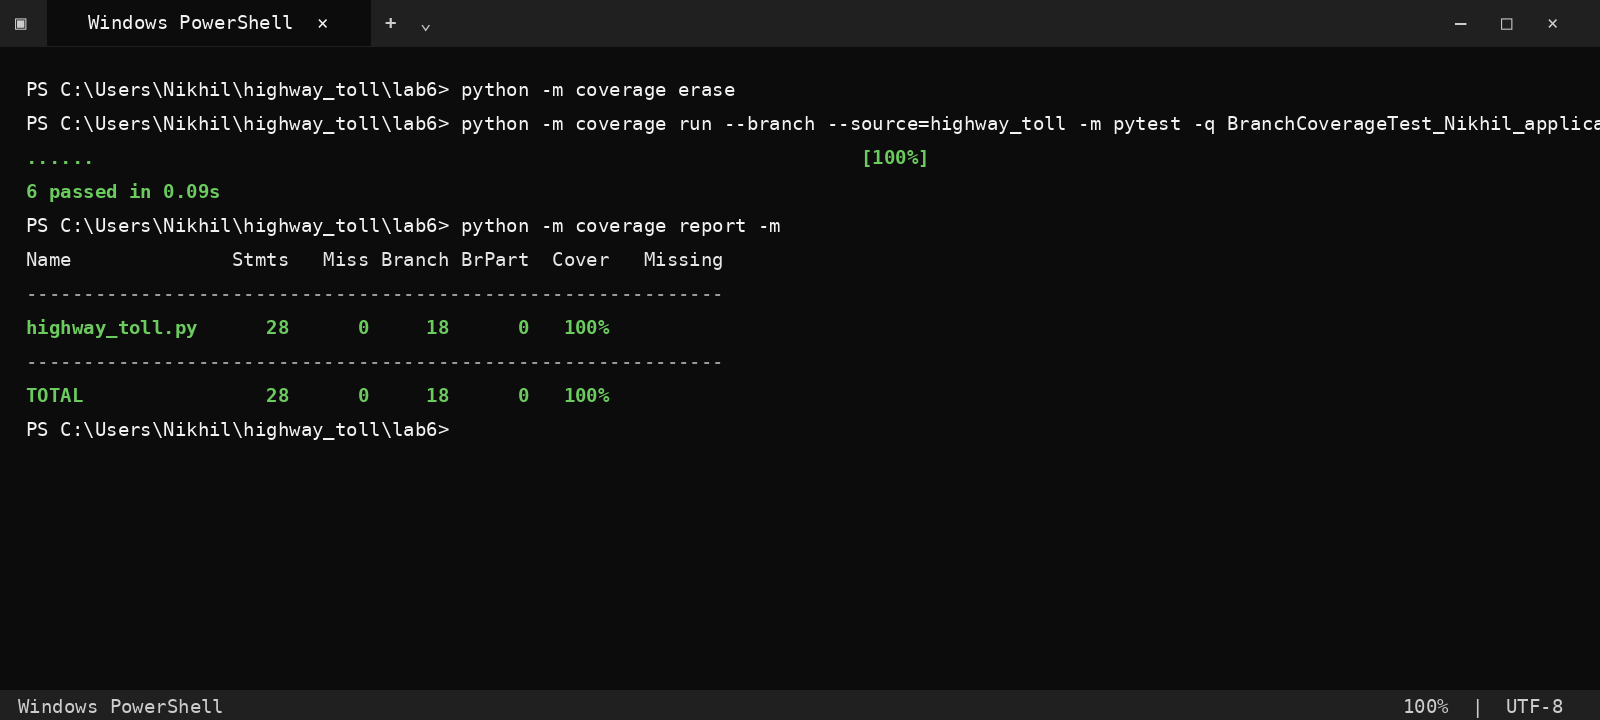 Windows PowerShell × + ⌄ — □ ×
PS C:\Users\Nikhil\highway_toll\lab6> python -m coverage erase
PS C:\Users\Nikhil\highway_toll\lab6> python -m coverage run --branch --source=highway_toll -m pytest -q BranchCoverageTest_Nikhil_applica
...... [100%]
6 passed in 0.09s
PS C:\Users\Nikhil\highway_toll\lab6> python -m coverage report -m
Name              Stmts   Miss Branch BrPart  Cover   Missing
-------------------------------------------------------------
highway_toll.py      28      0     18      0   100%
-------------------------------------------------------------
TOTAL                28      0     18      0   100%
PS C:\Users\Nikhil\highway_toll\lab6>
Windows PowerShell 100% | UTF-8